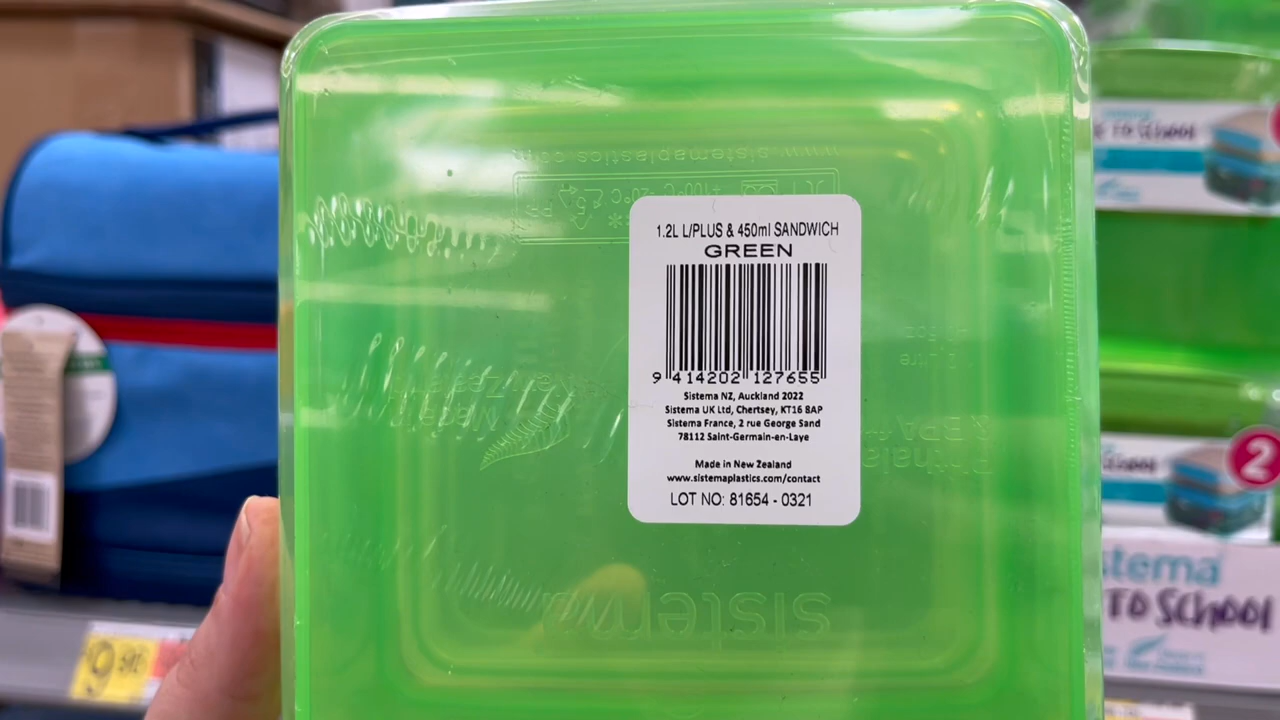 1.2L L/PLUS & 450ml SANDWICH
GREEN
9 414202 127655
Sistema NZ, Auckland 2022
Sistema UK Ltd, Chertsey, KT16 8AP
Sistema France, 2 rue George Sand
78112 Saint-Germain-en-Laye
Made in New Zealand
www.sistemaplastics.com/contact
LOT NO: 81654 - 0321
sistema
TO SCHOOL
2
stema
TO SCHOOL
9